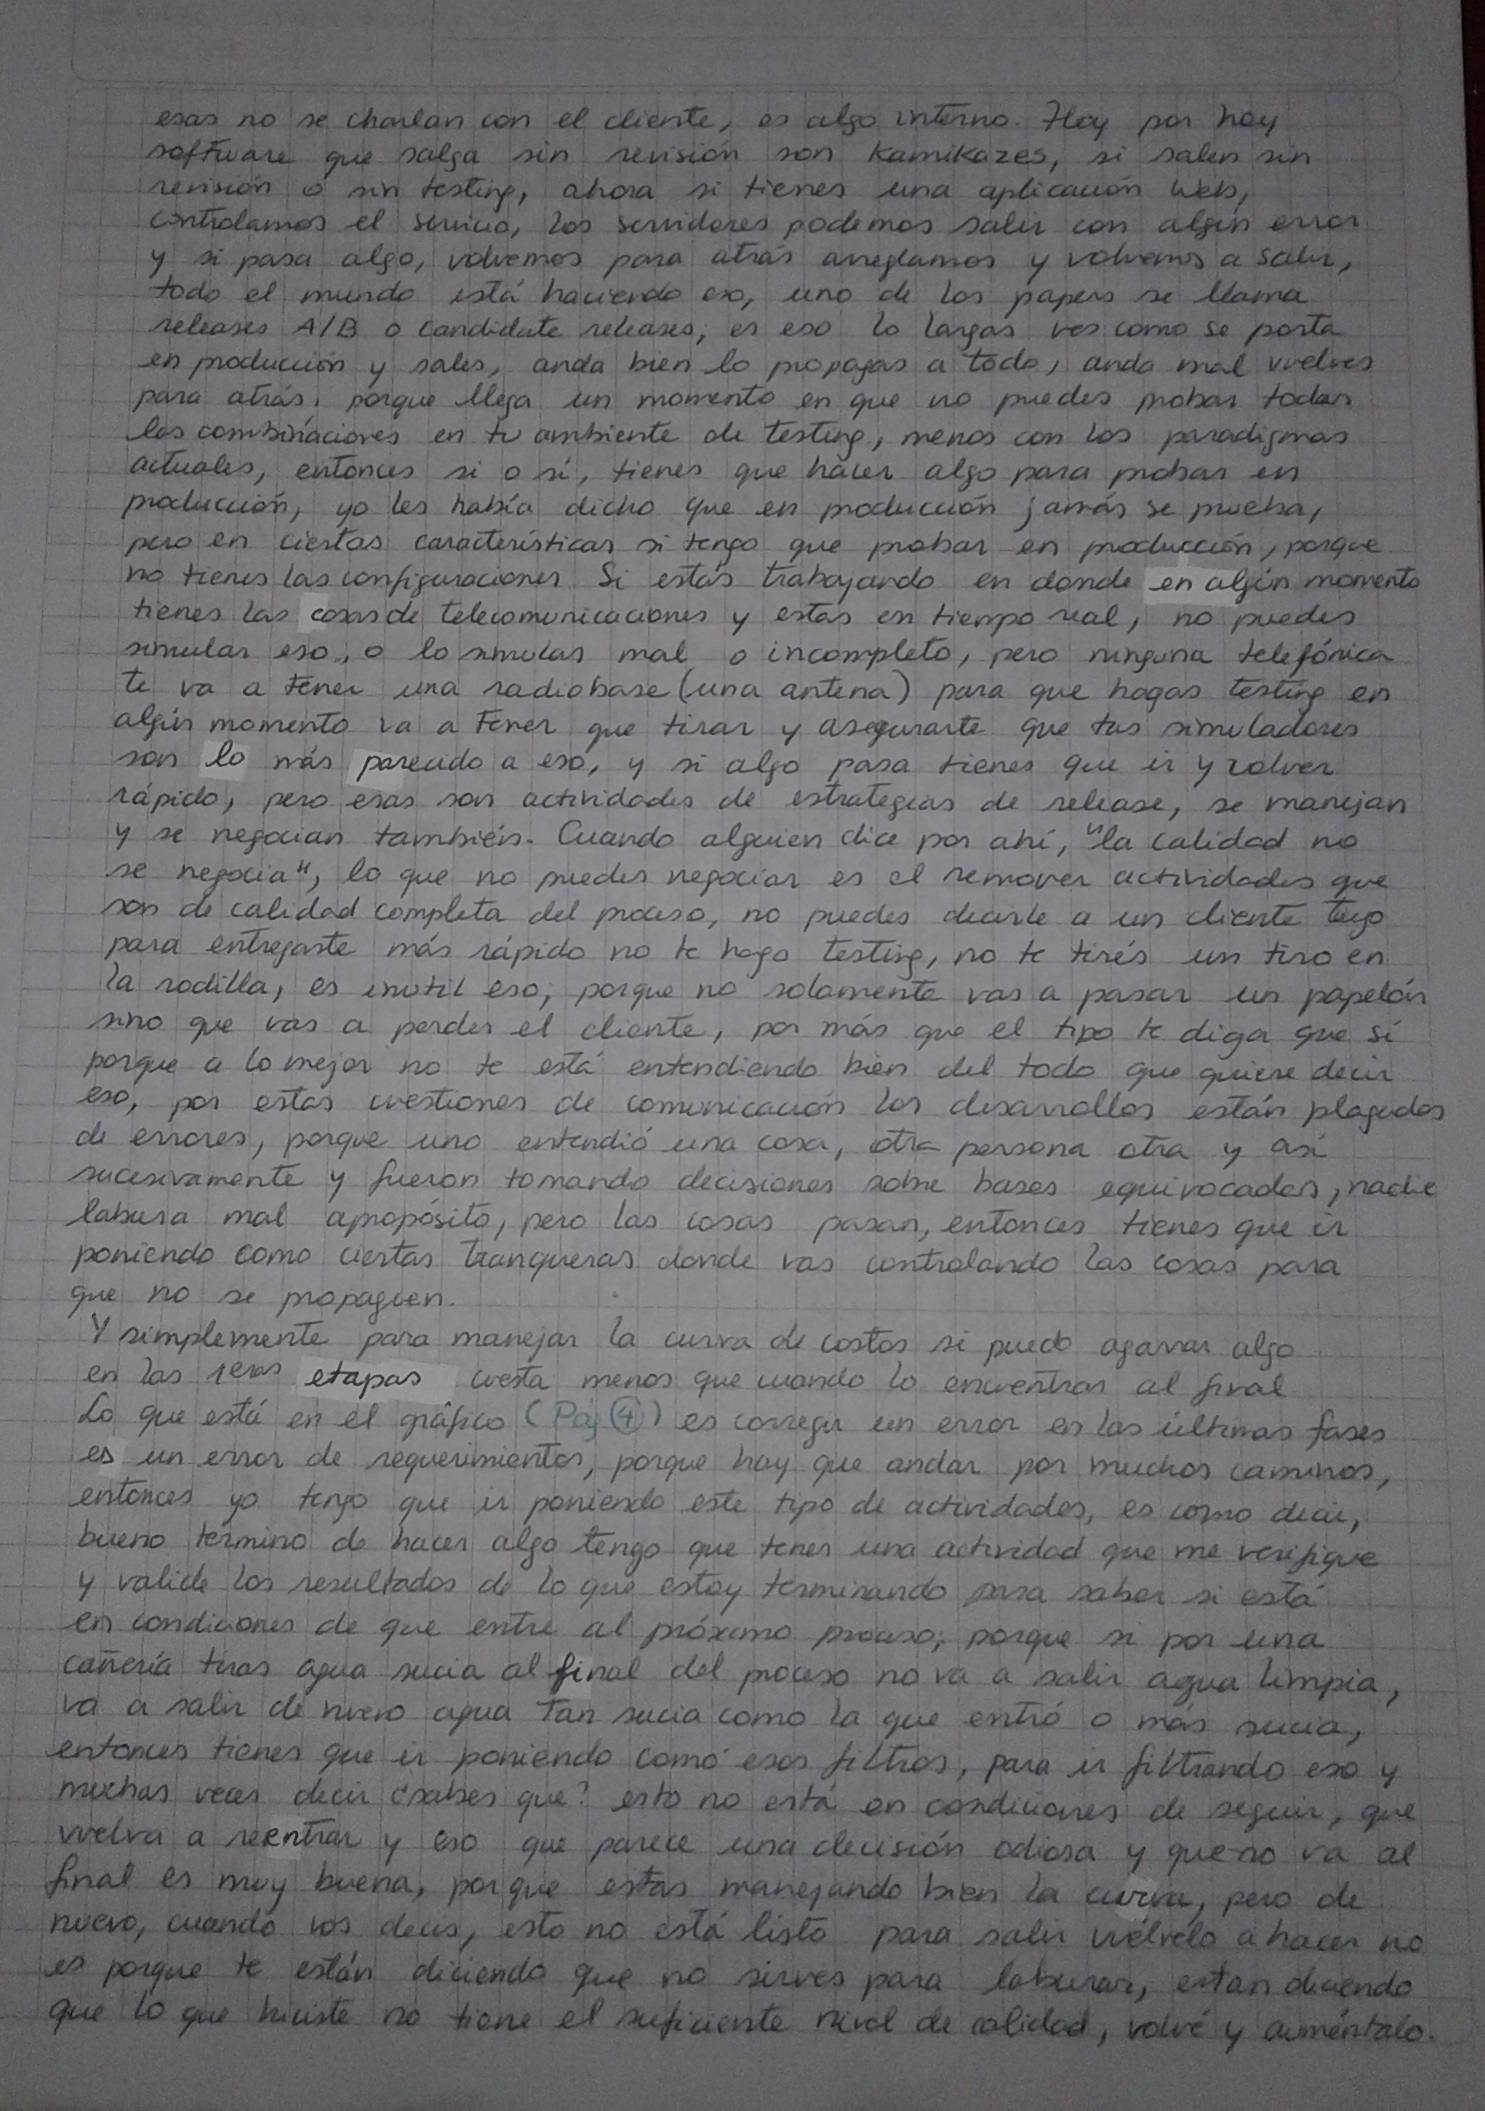 esas no se charlan con el cliente, es algo interno. Hoy por hoy
software que salga sin revisión son Kamikazes, si salen sin
revisión o sin testing, ahora si tienes una aplicación Web,
controlamos el servicio, los servidores podemos salir con algún error
y si pasa algo, volvemos para atrás arreglamos y volvemos a salir,
todo el mundo está haciendo eso, uno de los papers se llama
releases A/B o candidate releases; es eso lo largas ves como se porta
en producción y sales, anda bien lo propagas a todo, anda mal vuelves
para atrás, porque llega un momento en que no puedes probar todas
las combinaciones en tu ambiente de testing, menos con los paradigmas
actuales, entonces si o sí, tienes que hacer algo para probar en
producción, yo les había dicho que en producción jamás se prueba,
pero en ciertas características si tengo que probar en producción, porque
no tienes las configuraciones. Si estás trabajando en donde en algún momento
tienes las cosas de telecomunicaciones y estás en tiempo real, no puedes
simular eso, o lo simulas mal o incompleto, pero ninguna telefónica
te va a tener una radiobase (una antena) para que hagas testing en
algún momento va a tener que tirar y asegurarte que tus simuladores
son lo más parecido a eso, y si algo pasa tienes que ir y volver
rápido, pero esas son actividades de estrategias de release, se manejan
y se negocian también. Cuando alguien dice por ahí, "la calidad no
se negocia", lo que no puedes negociar es el remover actividades que
son de calidad completa del proceso, no puedes decirle a un cliente tuyo
para entregarte más rápido no te hago testing, no te tirés un tiro en
la rodilla, es inutil eso, porque no solamente vas a pasar un papelón
sino que vas a perder el cliente, por más que el tipo te diga que sí
porque a lo mejor no te está entendiendo bien del todo que quiere decir
eso, por estas cuestiones de comunicación los desarrollos están plagados
de errores, porque uno entendió una cosa, otra persona otra y así
sucesivamente y fueron tomando decisiones sobre bases equivocadas, nadie
labura mal apropósito, pero las cosas pasan, entonces tienes que ir
poniendo como ciertas tranqueras donde vas controlando las cosas para
que no se propaguen.
Y simplemente para manejar la curva de costos si puedo agarrar algo
en las 1eras etapas cuesta menos que cuando lo encuentras al final
Lo que está en el gráfico (Pág ④) es corregir un error en las últimas fases
es un error de requerimientos, porque hay que andar por muchos caminos,
entonces yo tengo que ir poniendo este tipo de actividades, es como decir,
bueno termino de hacer algo tengo que tener una actividad que me verifique
y valide los resultados de lo que estoy terminando para saber si está
en condiciones de que entre al próximo proceso; porque si por una
cañería tiras agua sucia al final del proceso no va a salir agua limpia,
va a salir de nuevo agua tan sucia como la que entró o más sucia,
entonces tienes que ir poniendo como esos filtros, para ir filtrando eso y
muchas veces decir ¿sabes que? esto no está en condiciones de seguir, que
vuelva a reentrar y eso que parece una decisión odiosa y que no va al
final es muy buena, porque estas manejando bien la curva, pero de
nuevo, cuando vos decis, esto no está listo para salir vuélvelo a hacer no
es porque te están diciendo que no sirves para laburar, estan diciendo
que lo que hiciste no tiene el suficiente nivel de calidad, volvé y auméntalo.